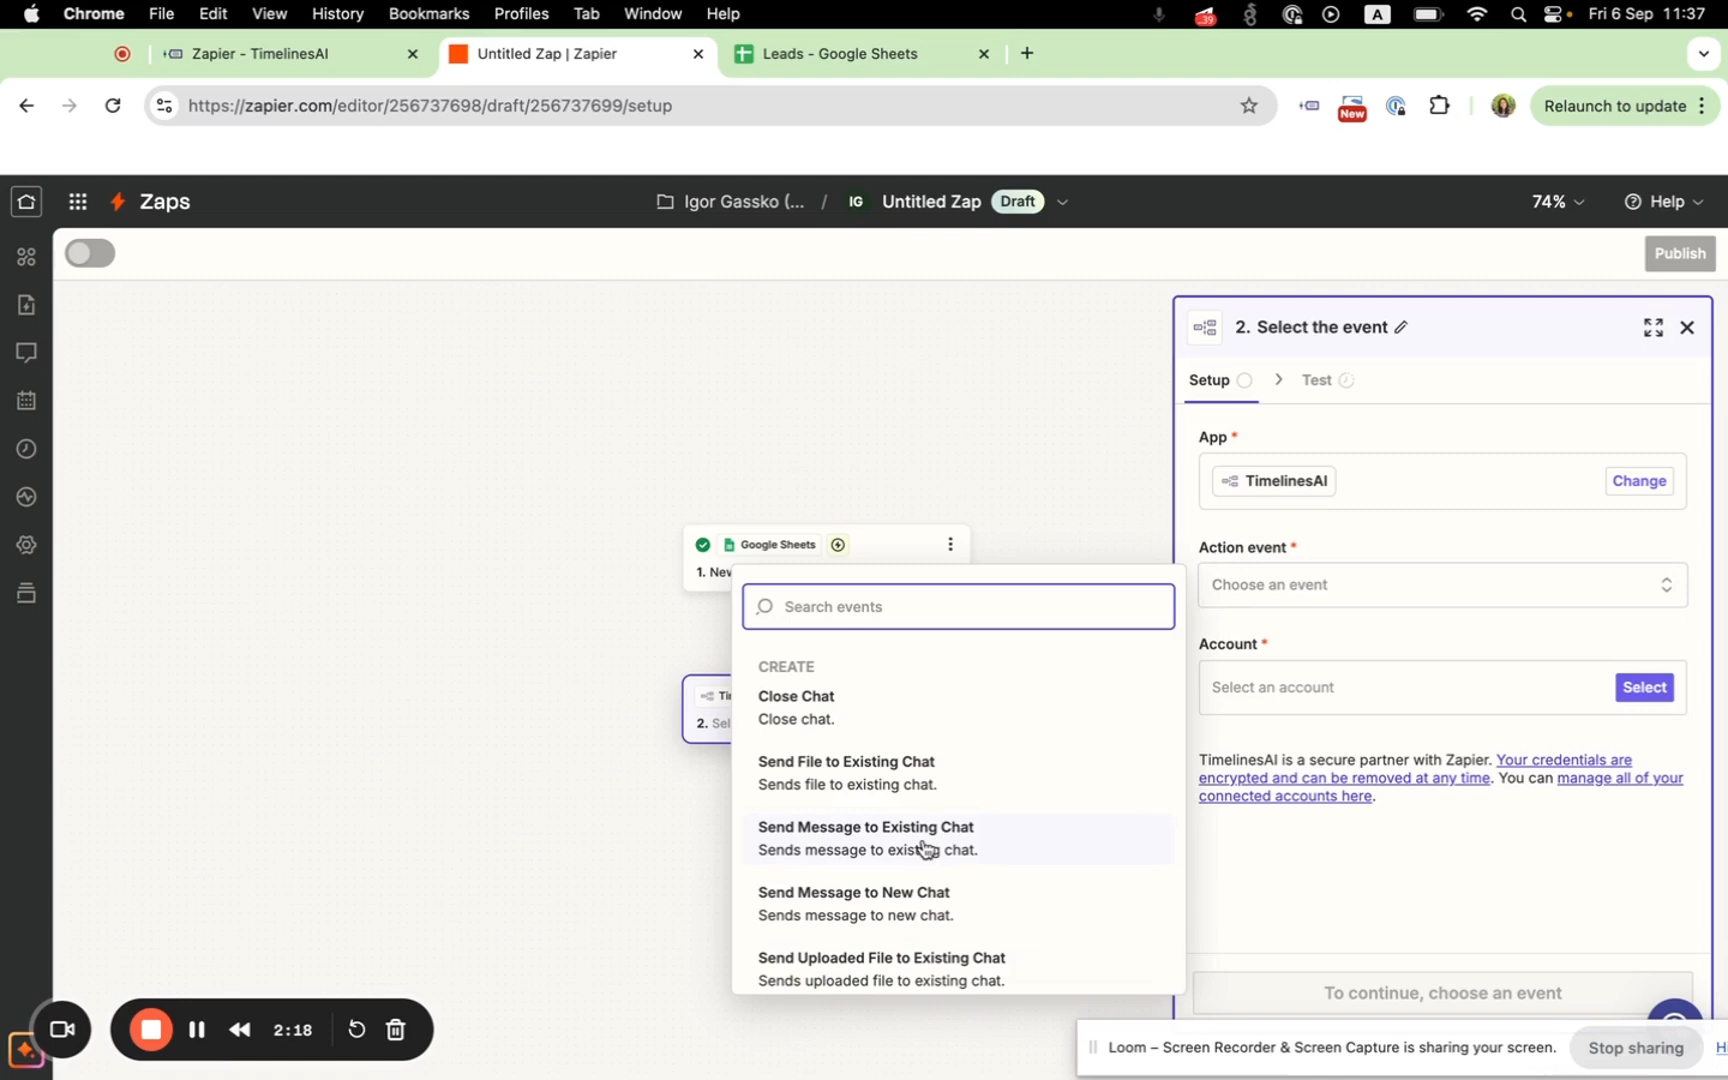 Chrome File Edit View History Bookmarks Profiles Tab Window Help 39 A Fri 6 Sep 11:37
Zapier - TimelinesAI Untitled Zap | Zapier Leads - Google Sheets
https://zapier.com/editor/256737698/draft/256737699/setup New Relaunch to update
Zaps Igor Gassko (... / IG Untitled Zap Draft 74% Help
Publish
2. Select the event
Setup Test
App *
TimelinesAI Change
Action event *
Choose an event
Account *
Select an account Select
TimelinesAI is a secure partner with Zapier. Your credentials are
encrypted and can be removed at any time. You can manage all of your
connected accounts here.
To continue, choose an event
Google Sheets
1. New
2. Sel
Search events
CREATE
Close Chat
Close chat.
Send File to Existing Chat
Sends file to existing chat.
Send Message to Existing Chat
Sends message to existing chat.
Send Message to New Chat
Sends message to new chat.
Send Uploaded File to Existing Chat
Sends uploaded file to existing chat.
2:18
Loom – Screen Recorder & Screen Capture is sharing your screen. Stop sharing